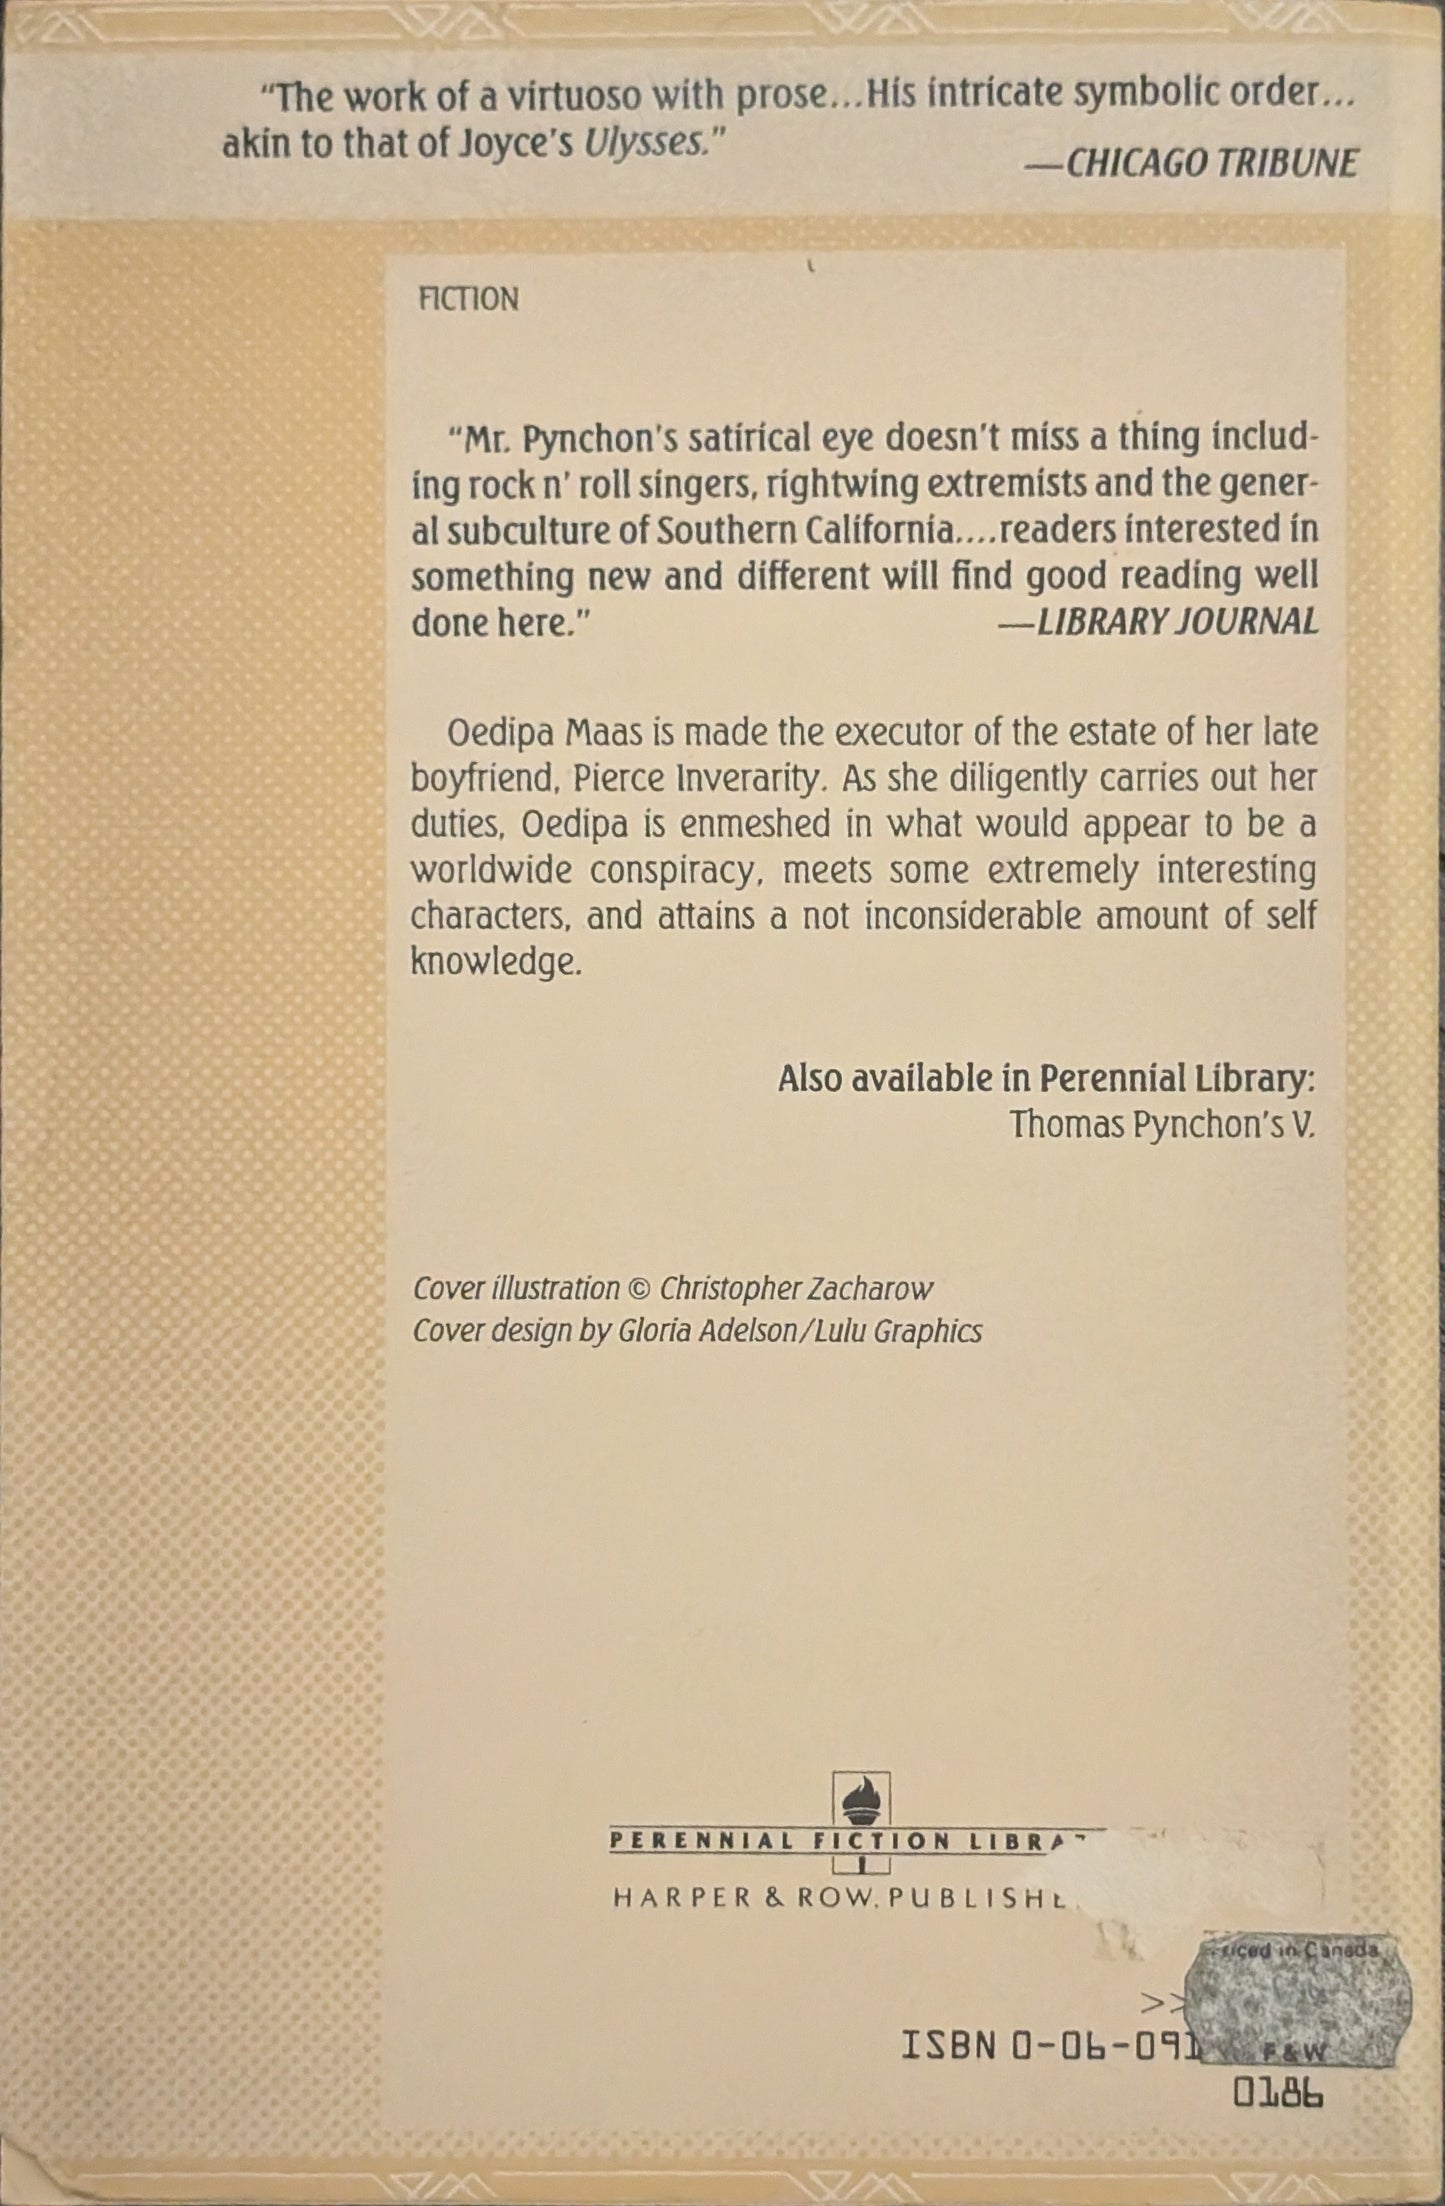 “The work of a virtuoso with prose...His intricate symbolic order...
akin to that of Joyce's Ulysses.”
—CHICAGO TRIBUNE
FICTION
“Mr. Pynchon's satirical eye doesn't miss a thing includ-
ing rock n' roll singers, rightwing extremists and the gener-
al subculture of Southern California....readers interested in
something new and different will find good reading well
done here.” —LIBRARY JOURNAL
Oedipa Maas is made the executor of the estate of her late
boyfriend, Pierce Inverarity. As she diligently carries out her
duties, Oedipa is enmeshed in what would appear to be a
worldwide conspiracy, meets some extremely interesting
characters, and attains a not inconsiderable amount of self
knowledge.
Also available in Perennial Library:
Thomas Pynchon's V.
Cover illustration © Christopher Zacharow
Cover design by Gloria Adelson/Lulu Graphics
PERENNIAL FICTION
HARPER & ROW, 
in Canada
ISBN 0-06-091
F & W
0186